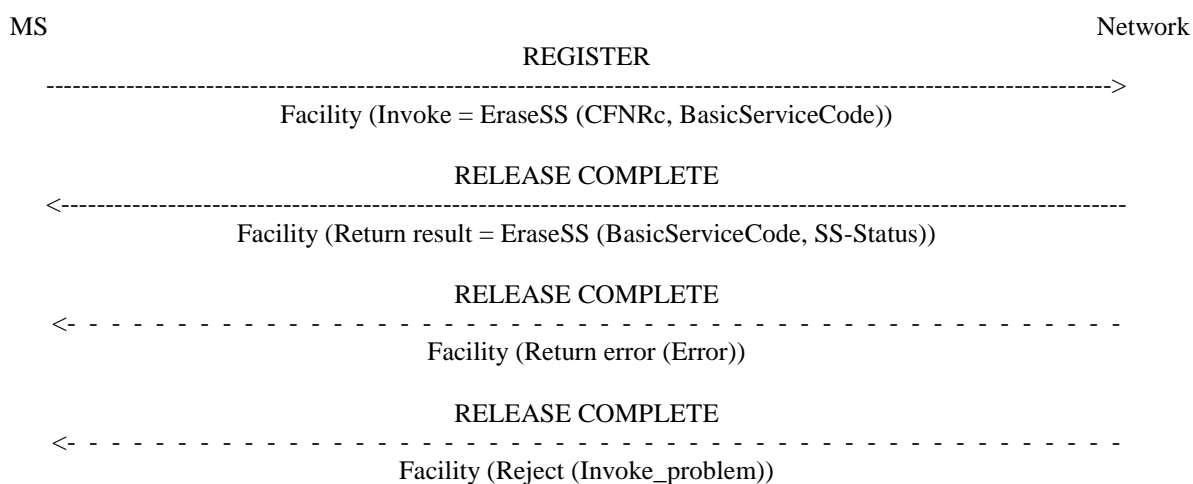 MS Network
REGISTER
------------------------------------------------------------------------------------------------------------------------>
Facility (Invoke = EraseSS (CFNRc, BasicServiceCode))
RELEASE COMPLETE
<------------------------------------------------------------------------------------------------------------------------
Facility (Return result = EraseSS (BasicServiceCode, SS-Status))
RELEASE COMPLETE
<- - - - - - - - - - - - - - - - - - - - - - - - - - - - - - - - - - - - - - - - - - - - - - - - -
Facility (Return error (Error))
RELEASE COMPLETE
<- - - - - - - - - - - - - - - - - - - - - - - - - - - - - - - - - - - - - - - - - - - - - - - - -
Facility (Reject (Invoke_problem))